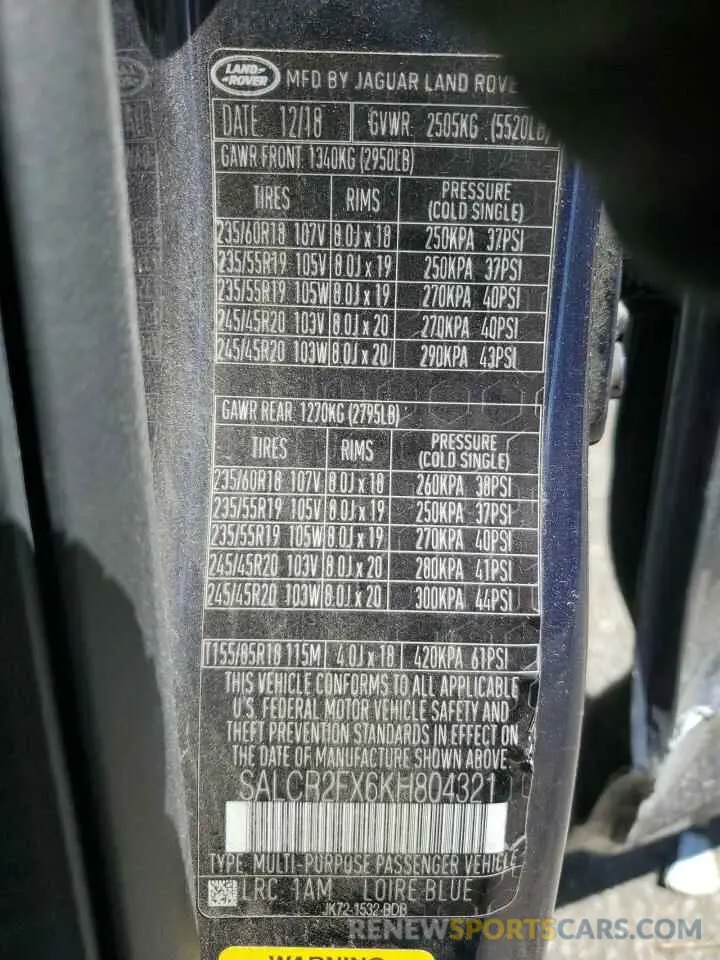 LAND ROVER MFD BY JAGUAR LAND ROVE
DATE 12/18 GVWR 2505KG (5520LB)
GAWR FRONT 1340KG (2950LB)
TIRES RIMS PRESSURE (COLD SINGLE)
235/60R18 107V 8.0J x 18 250KPA 37PSI
235/55R19 105V 8.0J x 19 250KPA 37PSI
235/55R19 105W 8.0J x 19 270KPA 40PSI
245/45R20 103V 8.0J x 20 270KPA 40PSI
245/45R20 103W 8.0J x 20 290KPA 43PSI
GAWR REAR 1270KG (2795LB)
TIRES RIMS PRESSURE (COLD SINGLE)
235/60R18 107V 8.0J x 18 260KPA 38PSI
235/55R19 105V 8.0J x 19 250KPA 37PSI
235/55R19 105W 8.0J x 19 270KPA 40PSI
245/45R20 103V 8.0J x 20 280KPA 41PSI
245/45R20 103W 8.0J x 20 300KPA 44PSI
T155/85R18 115M 4.0J x 18 420KPA 61PSI
THIS VEHICLE CONFORMS TO ALL APPLICABLE
U.S. FEDERAL MOTOR VEHICLE SAFETY AND
THEFT PREVENTION STANDARDS IN EFFECT ON
THE DATE OF MANUFACTURE SHOWN ABOVE
SALCR2FX6KH804321
TYPE: MULTI-PURPOSE PASSENGER VEHICLE
LRC 1AM LOIRE BLUE
JK72-1532-BDB
WARNING
AUTOBIDMASTER.COM